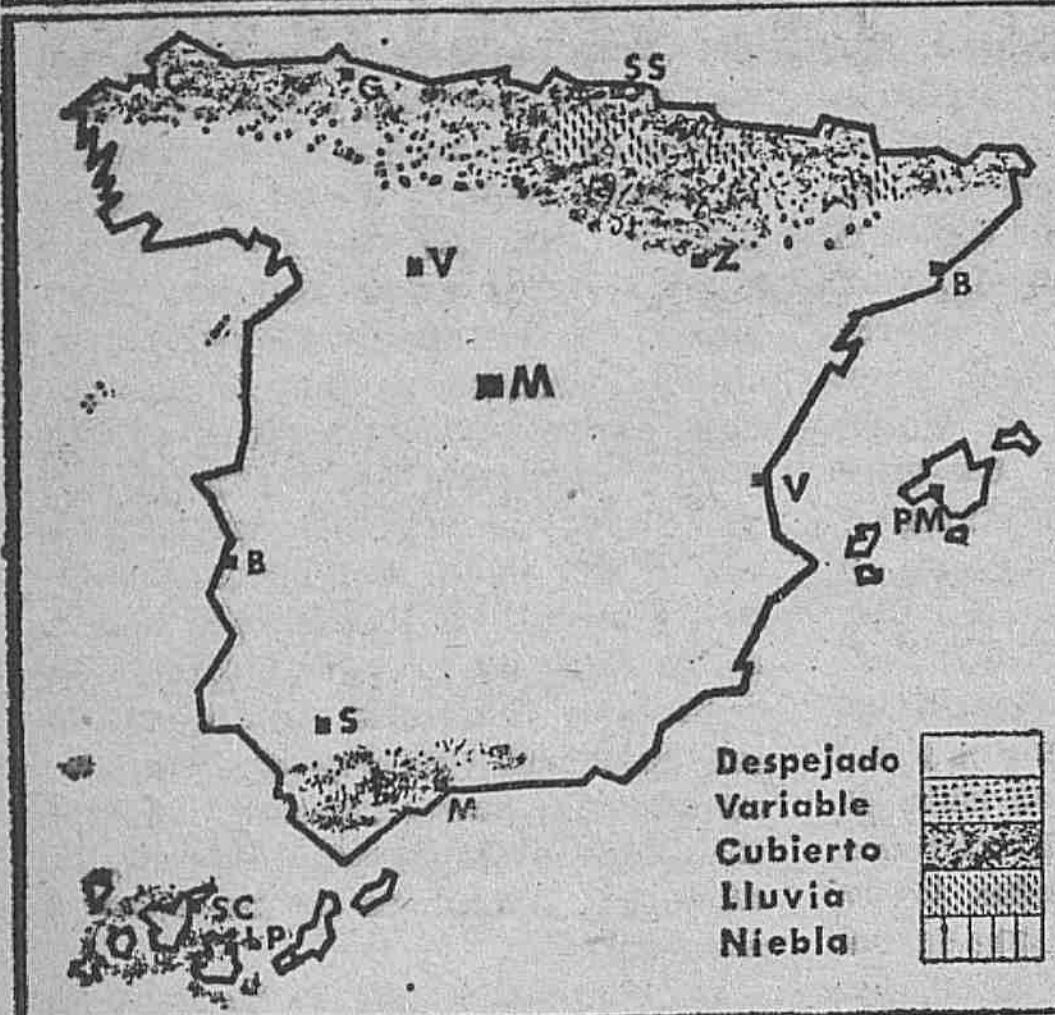 SS
C
G
V
Z
B
M
V
PM
B
S
M
SC
LP
Despejado
Variable
Cubierto
Lluvia
Niebla